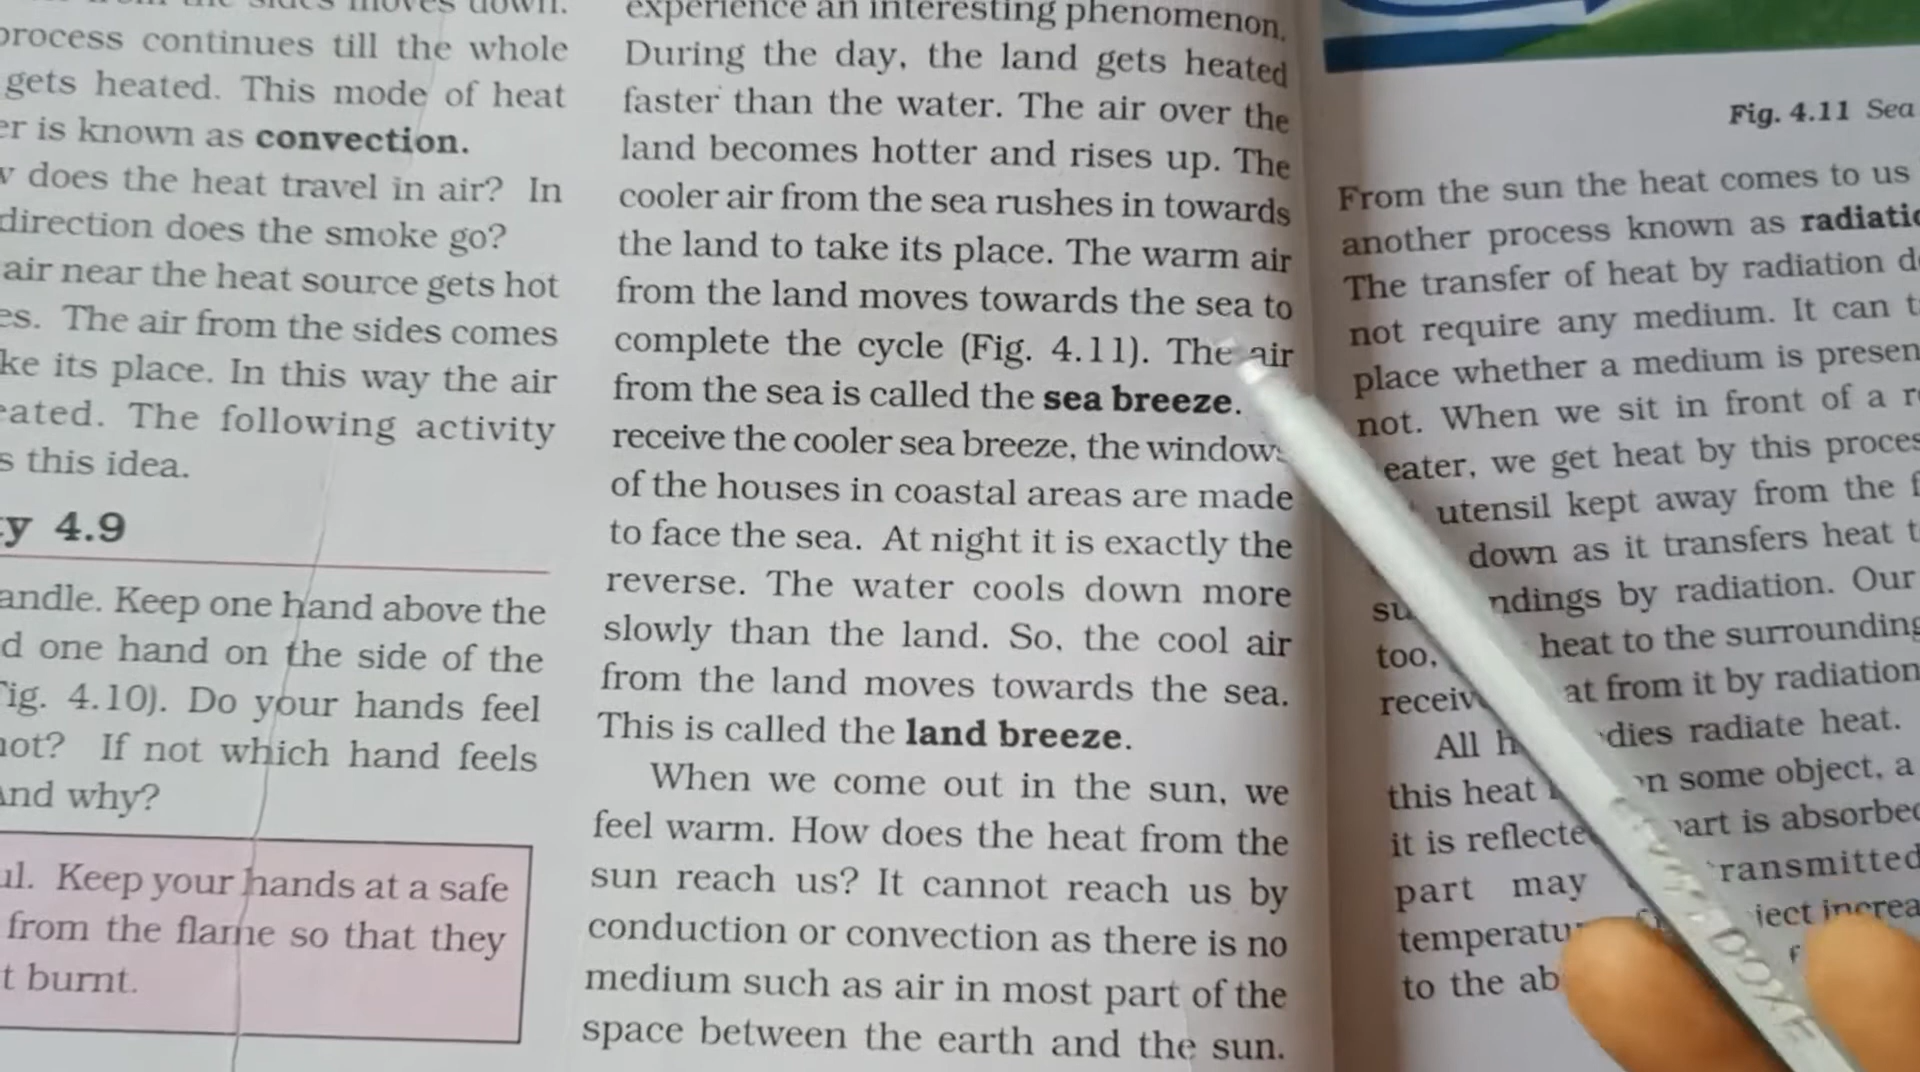 process continues till the whole
gets heated. This mode of heat
is known as convection.
does the heat travel in air? In
direction does the smoke go?
air near the heat source gets hot
The air from the sides comes
its place. In this way the air
The following activity
this idea.
4.9
Keep one hand above the
one hand on the side of the
4.10). Do your hands feel
If not which hand feels
And why?
Keep your hands at a safe
from the flame so that they
burnt.
experience an interesting phenomenon.
During the day, the land gets heated
faster than the water. The air over the
land becomes hotter and rises up. The
cooler air from the sea rushes in towards
the land to take its place. The warm air
from the land moves towards the sea to
complete the cycle (Fig. 4.11). The air
from the sea is called the sea breeze.
receive the cooler sea breeze, the windows
of the houses in coastal areas are made
to face the sea. At night it is exactly the
reverse. The water cools down more
slowly than the land. So, the cool air
from the land moves towards the sea.
This is called the land breeze.
When we come out in the sun, we
feel warm. How does the heat from the
sun reach us? It cannot reach us by
conduction or convection as there is no
medium such as air in most part of the
space between the earth and the sun.
Fig. 4.11 Sea
From the sun the heat comes to us
another process known as
The transfer of heat by radiation
not require any medium. It can
place whether a medium is
not. When we sit in front of a
we get heat by this
utensil kept away from the
down as it transfers heat
by radiation. Our
too, heat to the
at from it by radiation
All radiate heat.
this heat some object, a
it is part is
part may
to the